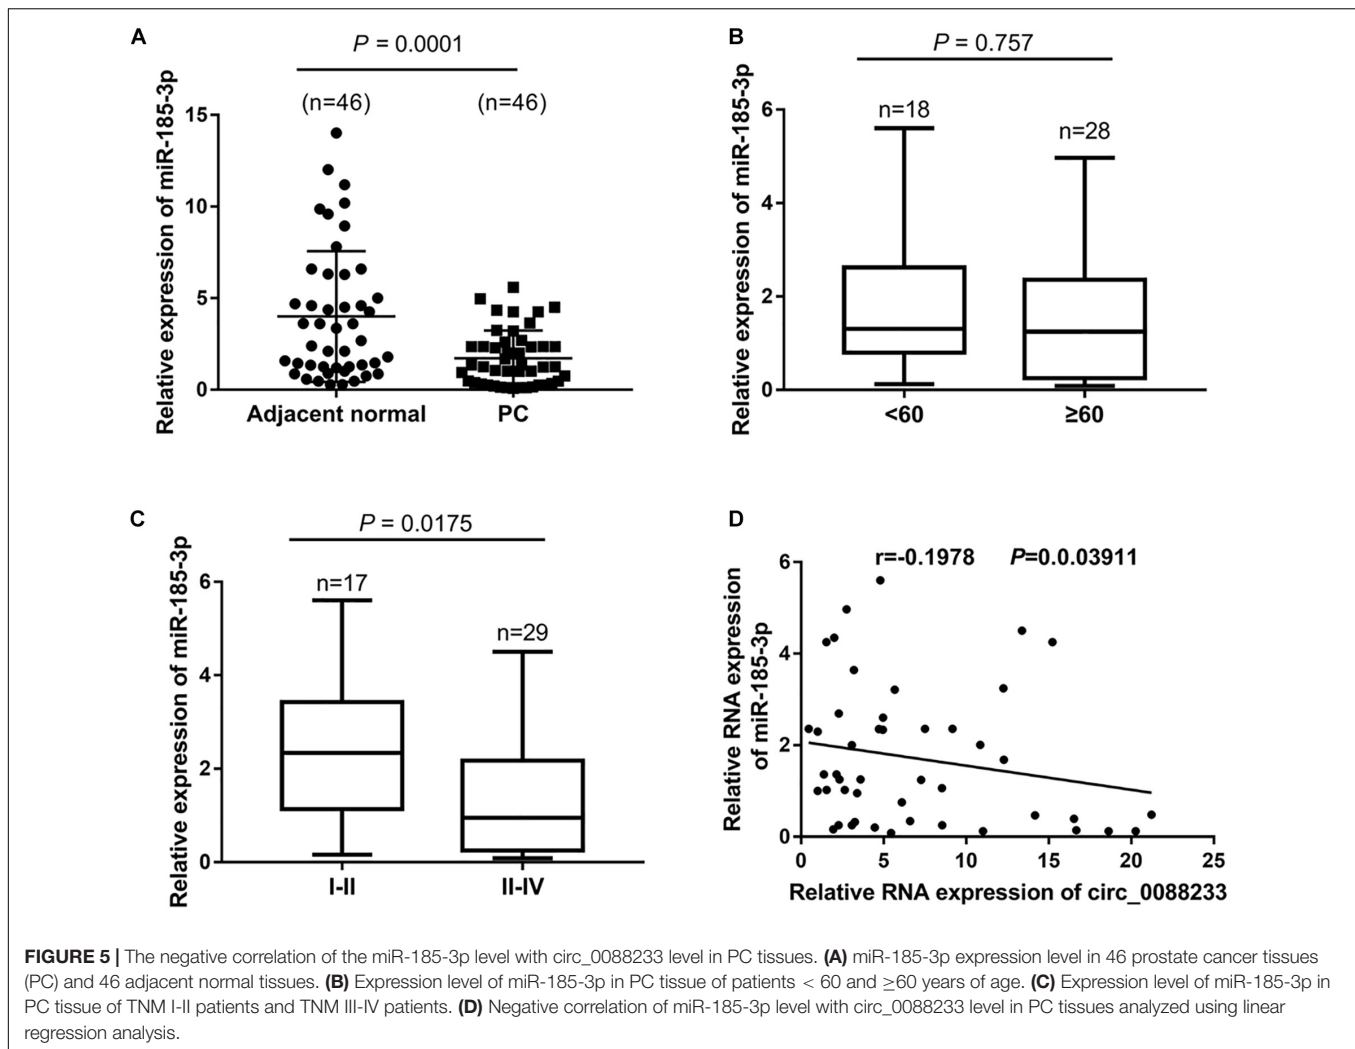 A
P = 0.0001
(n=46)
(n=46)
Relative expression of miR-185-3p
15
10
5
0
Adjacent normal
PC
B
P = 0.757
n=18
n=28
Relative expression of miR-185-3p
6
4
2
0
<60
≥60
C
P = 0.0175
n=17
n=29
Relative expression of miR-185-3p
6
4
2
0
I-II
II-IV
D
r=-0.1978 P=0.0.03911
Relative RNA expression
of miR-185-3p
6
4
2
0
0 5 10 15 20 25
Relative RNA expression of circ_0088233
FIGURE 5 | The negative correlation of the miR-185-3p level with circ_0088233 level in PC tissues. (A) miR-185-3p expression level in 46 prostate cancer tissues
(PC) and 46 adjacent normal tissues. (B) Expression level of miR-185-3p in PC tissue of patients < 60 and ≥60 years of age. (C) Expression level of miR-185-3p in
PC tissue of TNM I-II patients and TNM III-IV patients. (D) Negative correlation of miR-185-3p level with circ_0088233 level in PC tissues analyzed using linear
regression analysis.